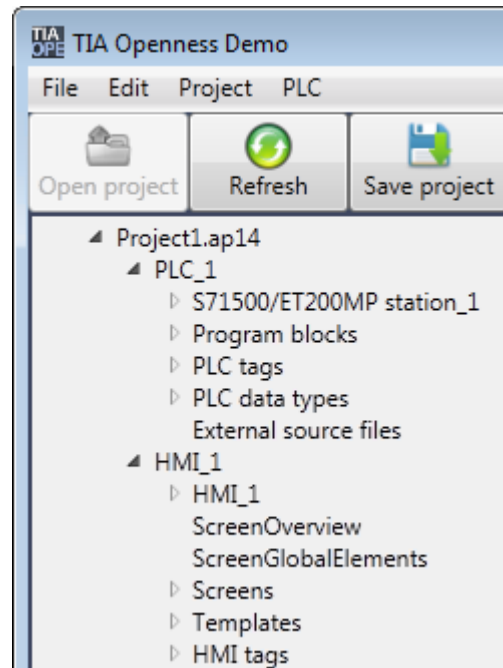 TIA
OPE
TIA Openness Demo
File Edit Project PLC
Open project Refresh Save project
Project1.ap14
PLC_1
S71500/ET200MP station_1
Program blocks
PLC tags
PLC data types
External source files
HMI_1
HMI_1
ScreenOverview
ScreenGlobalElements
Screens
Templates
HMI tags